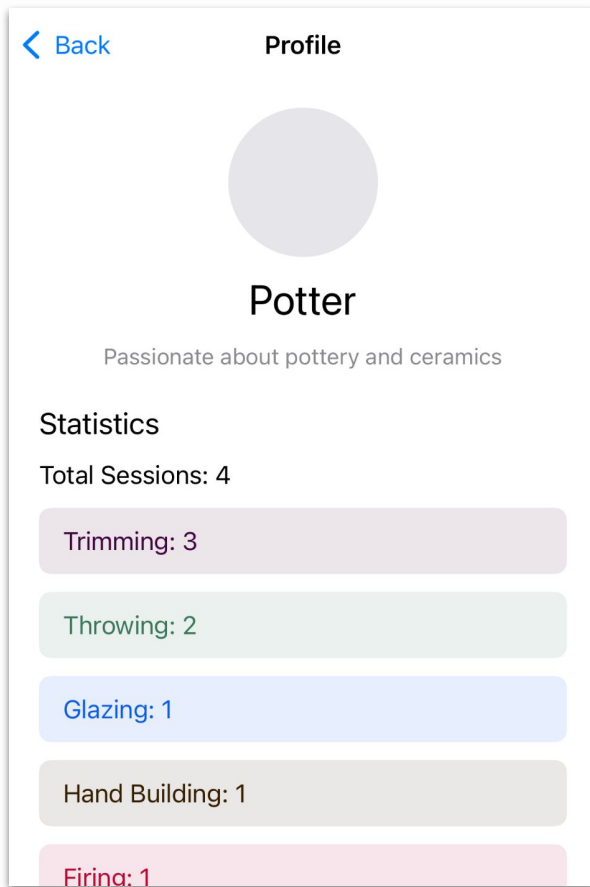 Back
Profile
Potter
Passionate about pottery and ceramics
Statistics
Total Sessions: 4
Trimming: 3
Throwing: 2
Glazing: 1
Hand Building: 1
Firing: 1